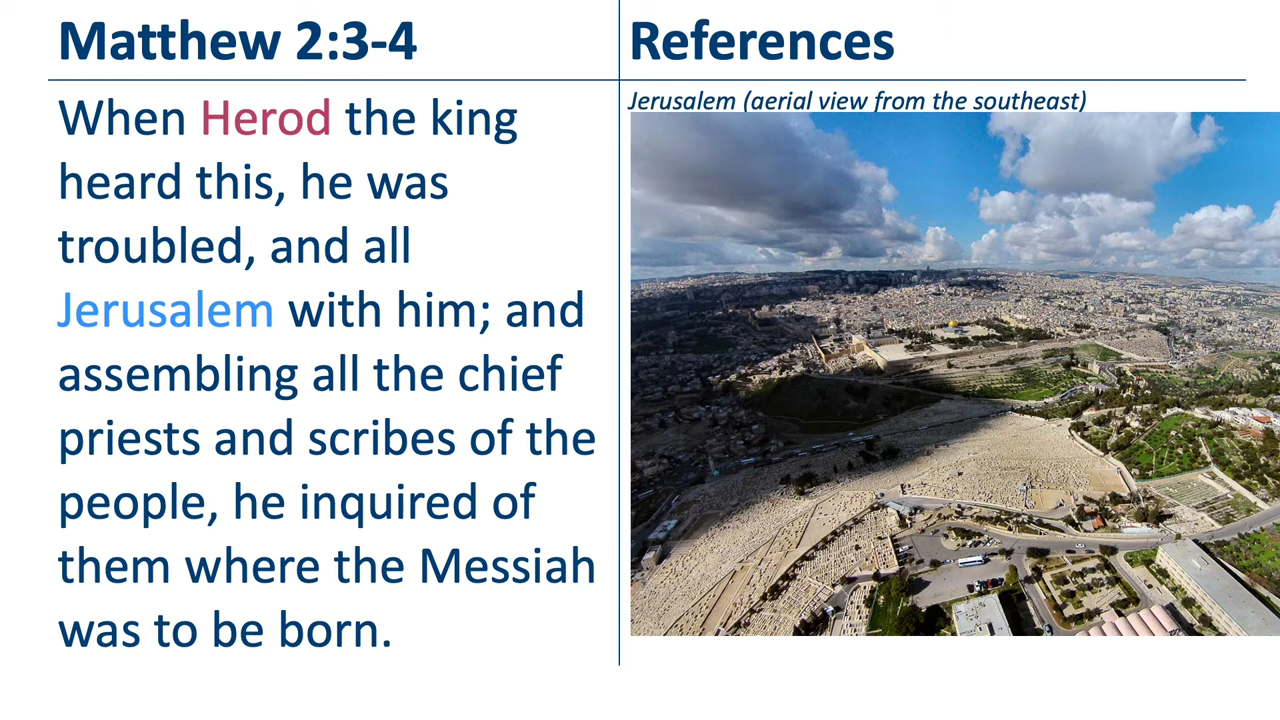 Matthew 2:3-4
When Herod the king
heard this, he was
troubled, and all
Jerusalem with him; and
assembling all the chief
priests and scribes of the
people, he inquired of
them where the Messiah
was to be born.
References
Jerusalem (aerial view from the southeast)